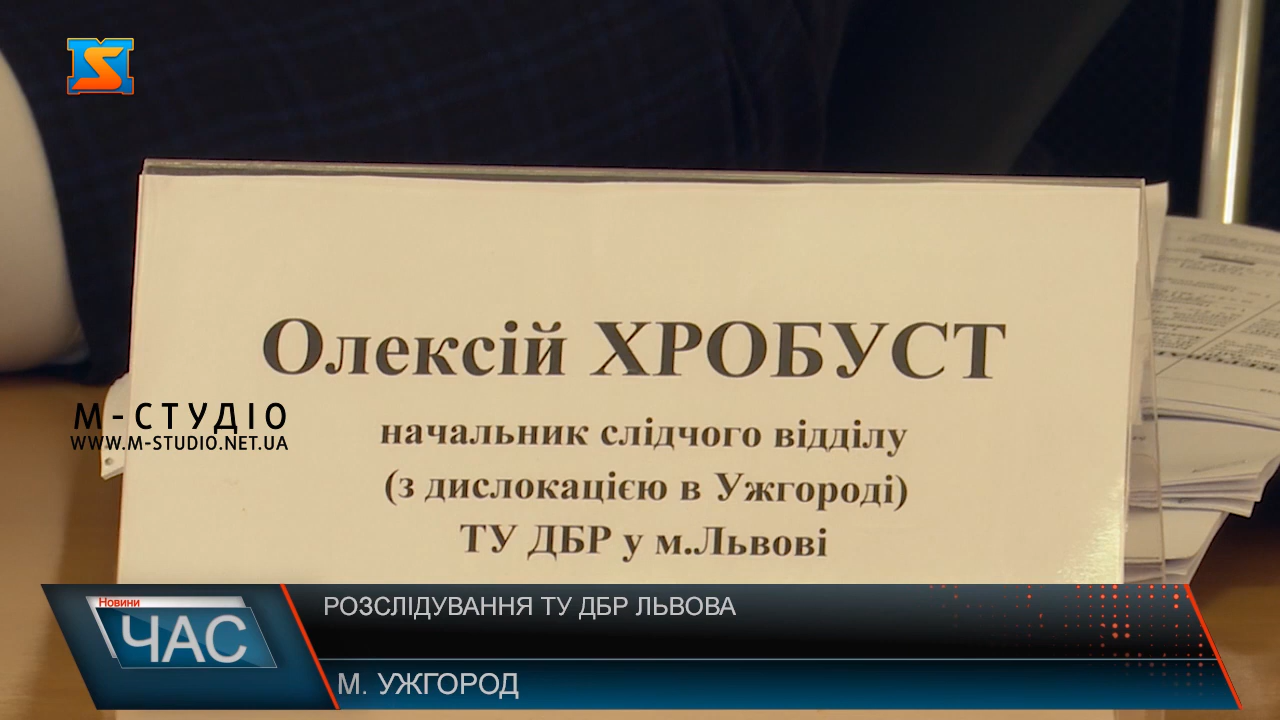 Олексій ХРОБУСТ
М-СТУДІО
WWW.M-STUDIO.NET.UA
начальник слідчого відділу
(з дислокацією в Ужгороді)
ТУ ДБР у м.Львові
Новини
ЧАС
РОЗСЛІДУВАННЯ ТУ ДБР ЛЬВОВА
М. УЖГОРОД